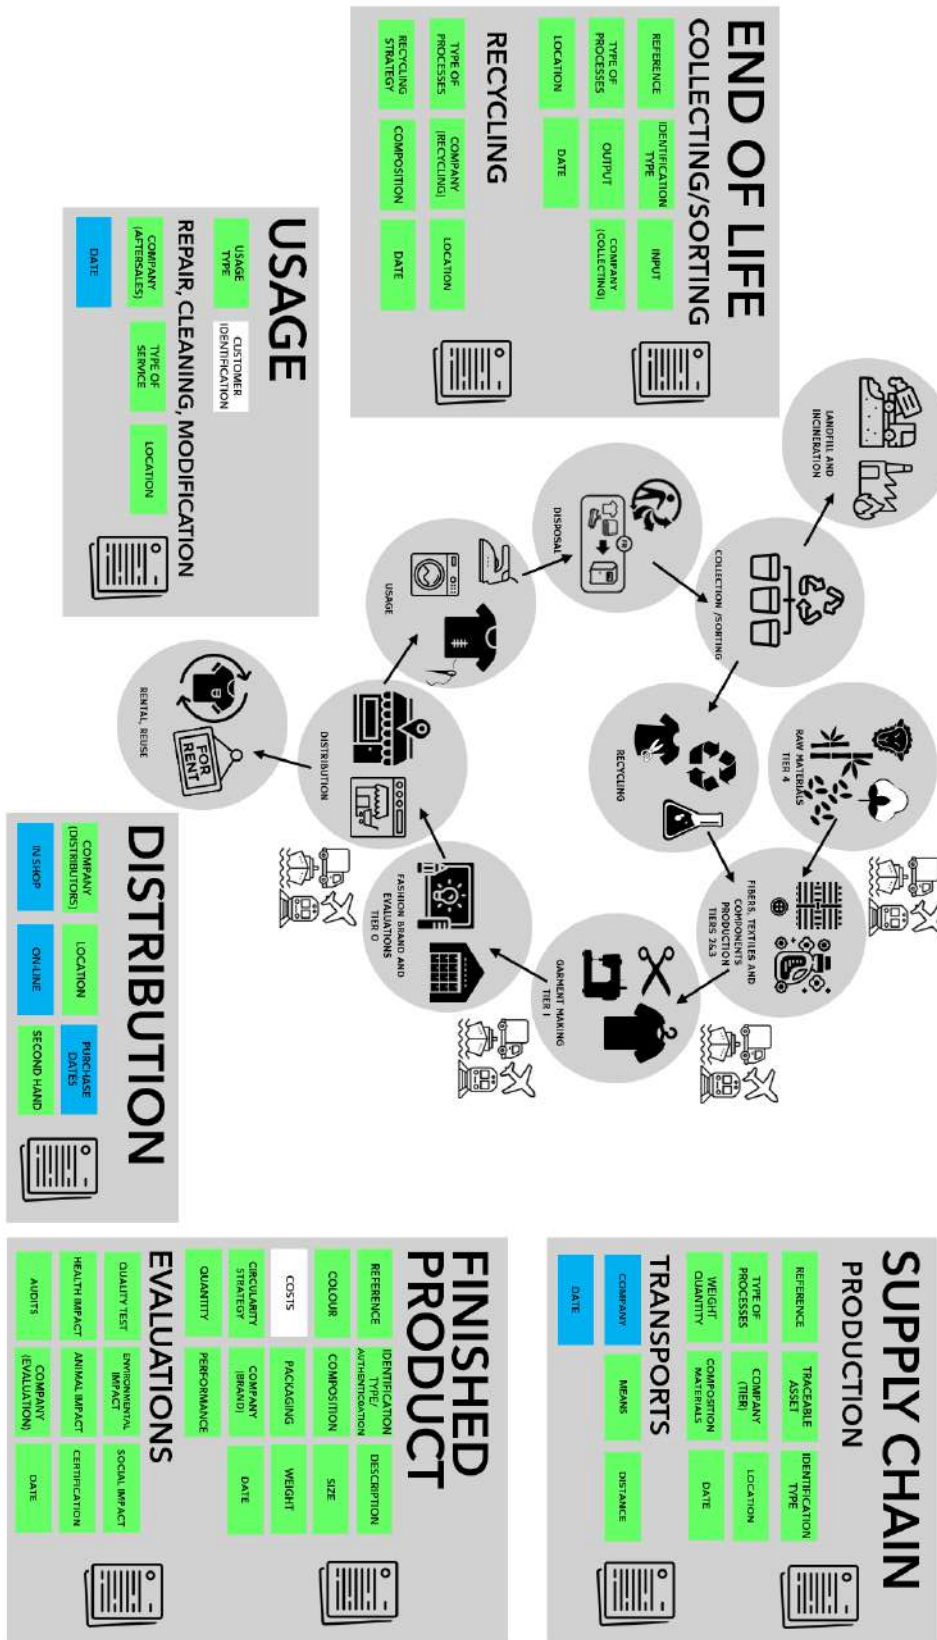 END OF LIFE
COLLECTING/SORTING
REFERENCE
IDENTIFICATION
TYPE
INPUT
TYPE OF
PROCESSES
OUTPUT
COMPANY
(COLLECTING)
LOCATION
DATE
RECYCLING
TYPE OF
PROCESSES
COMPANY
(RECYCLING)
LOCATION
RECYCLING
STRATEGY
COMPOSITION
DATE
USAGE
USAGE
TYPE
CUSTOMER
IDENTIFICATION
REPAIR, CLEANING, MODIFICATION
COMPANY
(AFTERSALES)
TYPE OF
SERVICE
LOCATION
DATE
LANDFILL AND
INCINERATION
COLLECTION /SORTING
DISPOSAL
FR
USAGE
RAW MATERIALS
TIER 4
RECYCLING
DISTRIBUTION
RENTAL, REUSE
FOR
RENT
FIBERS, TEXTILES AND
COMPONENTS
PRODUCTION
TIERS 2&3
GARMENT MAKING
TIER 1
FASHION BRAND AND
EVALUATIONS
TIER 0
DISTRIBUTION
COMPANY
(DISTRIBUTORS)
LOCATION
PURCHASE
DATES
IN SHOP
ON-LINE
SECOND HAND
SUPPLY CHAIN
PRODUCTION
REFERENCE
TRACEABLE
ASSET
IDENTIFICATION
TYPE
TYPE OF
PROCESSES
COMPANY
(TIER)
LOCATION
WEIGHT
QUANTITY
COMPOSITION
MATERIALS
DATE
TRANSPORTS
COMPANY
MEANS
DISTANCE
DATE
FINISHED
PRODUCT
REFERENCE
IDENTIFICATION
TYPE/
AUTHENTICATION
DESCRIPTION
COLOUR
COMPOSITION
SIZE
COSTS
PACKAGING
WEIGHT
CIRCULARITY
STRATEGY
COMPANY
(BRAND)
DATE
QUANTITY
PERFORMANCE
EVALUATIONS
QUALITY TEST
ENVIRONMENTAL
IMPACT
SOCIAL IMPACT
HEALTH IMPACT
ANIMAL IMPACT
CERTIFICATION
AUDITS
COMPANY
(EVALUATION)
DATE